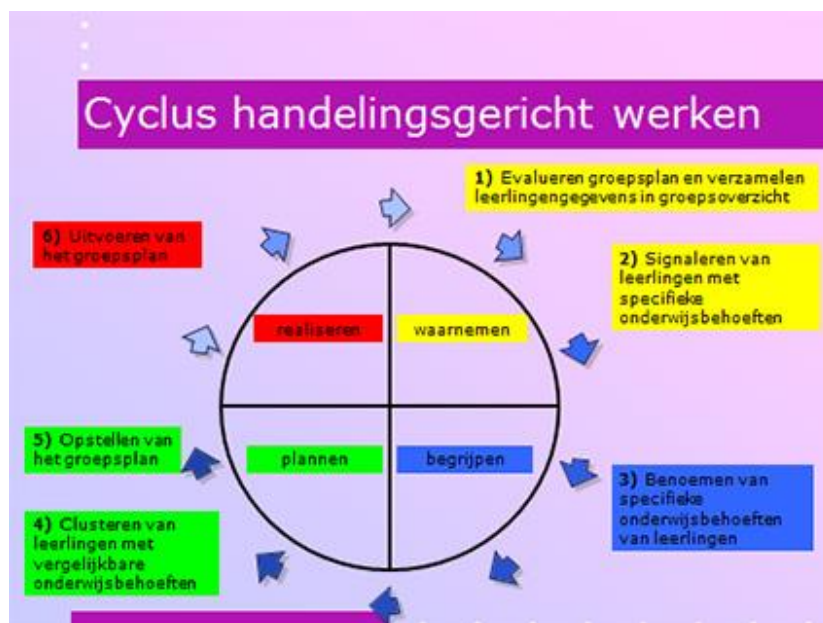 Cyclus handelingsgericht werken
1) Evalueren groepsplan en verzamelen
leerlingengegevens in groepsoverzicht
6) Uitvoeren van
het groepsplan
2) Signaleren van
leerlingen met
specifieke
onderwijsbehoeften
realiseren
waarnemen
5) Opstellen van
het groepsplan
plannen
begrijpen
3) Benoemen van
specifieke
onderwijsbehoeften
van leerlingen
4) Clusteren van
leerlingen met
vergelijkbare
onderwijsbehoeften